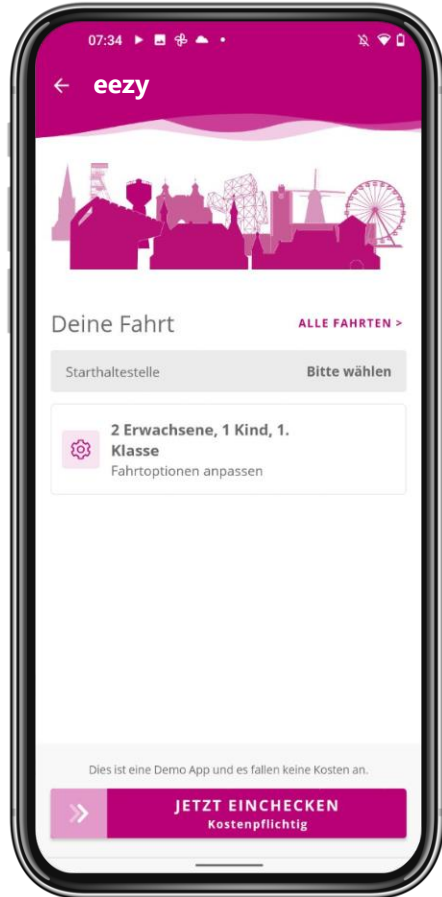 07:34
eezy
Deine Fahrt
ALLE FAHRTEN >
Starthaltestelle
Bitte wählen
2 Erwachsene, 1 Kind, 1.
Klasse
Fahrtoptionen anpassen
Dies ist eine Demo App und es fallen keine Kosten an.
JETZT EINCHECKEN
Kostenpflichtig